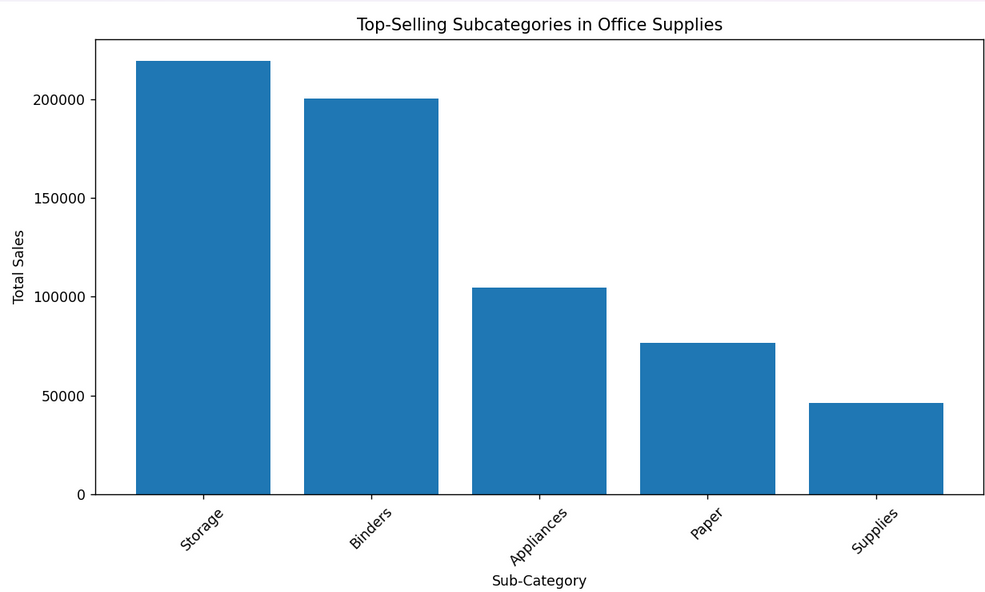 Top-Selling Subcategories in Office Supplies
Total Sales
200000
150000
100000
50000
0
Storage
Binders
Appliances
Paper
Supplies
Sub-Category